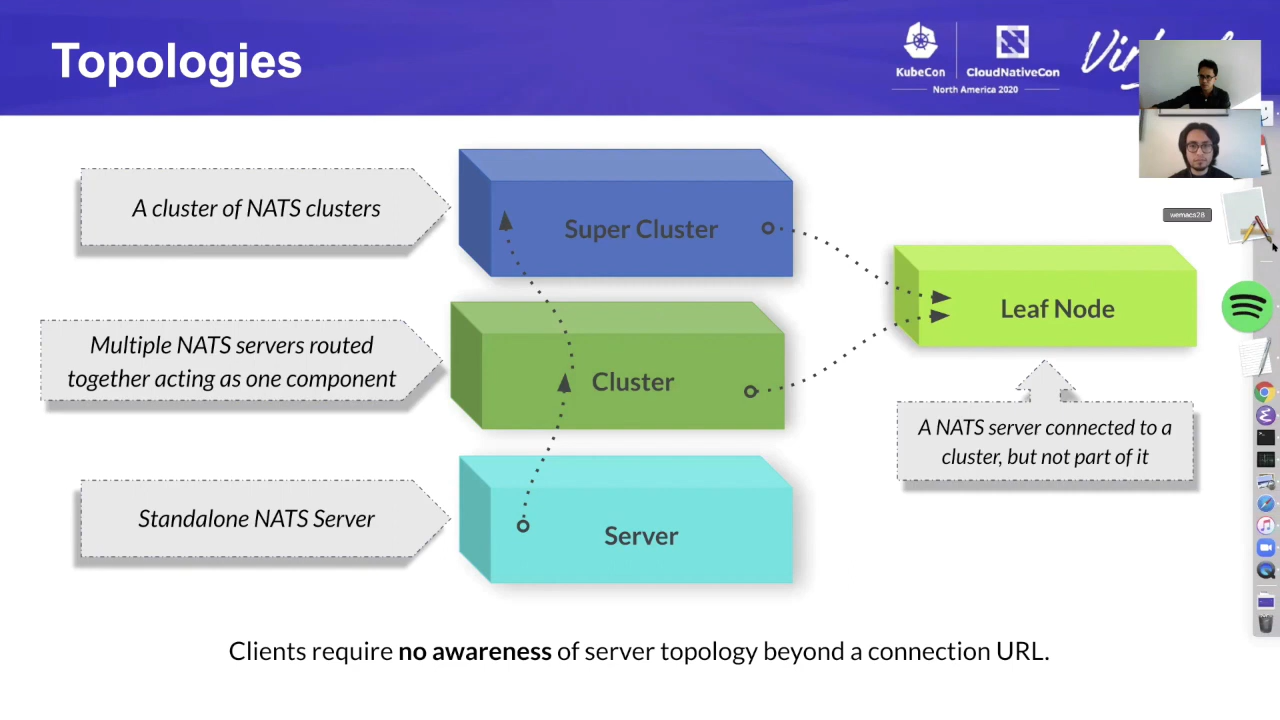 Topologies
KubeCon
CloudNativeCon
North America 2020
A cluster of NATS clusters
Super Cluster
wemacs28
Leaf Node
Multiple NATS servers routed
together acting as one component
Cluster
A NATS server connected to a
cluster, but not part of it
Standalone NATS Server
Server
Clients require no awareness of server topology beyond a connection URL.